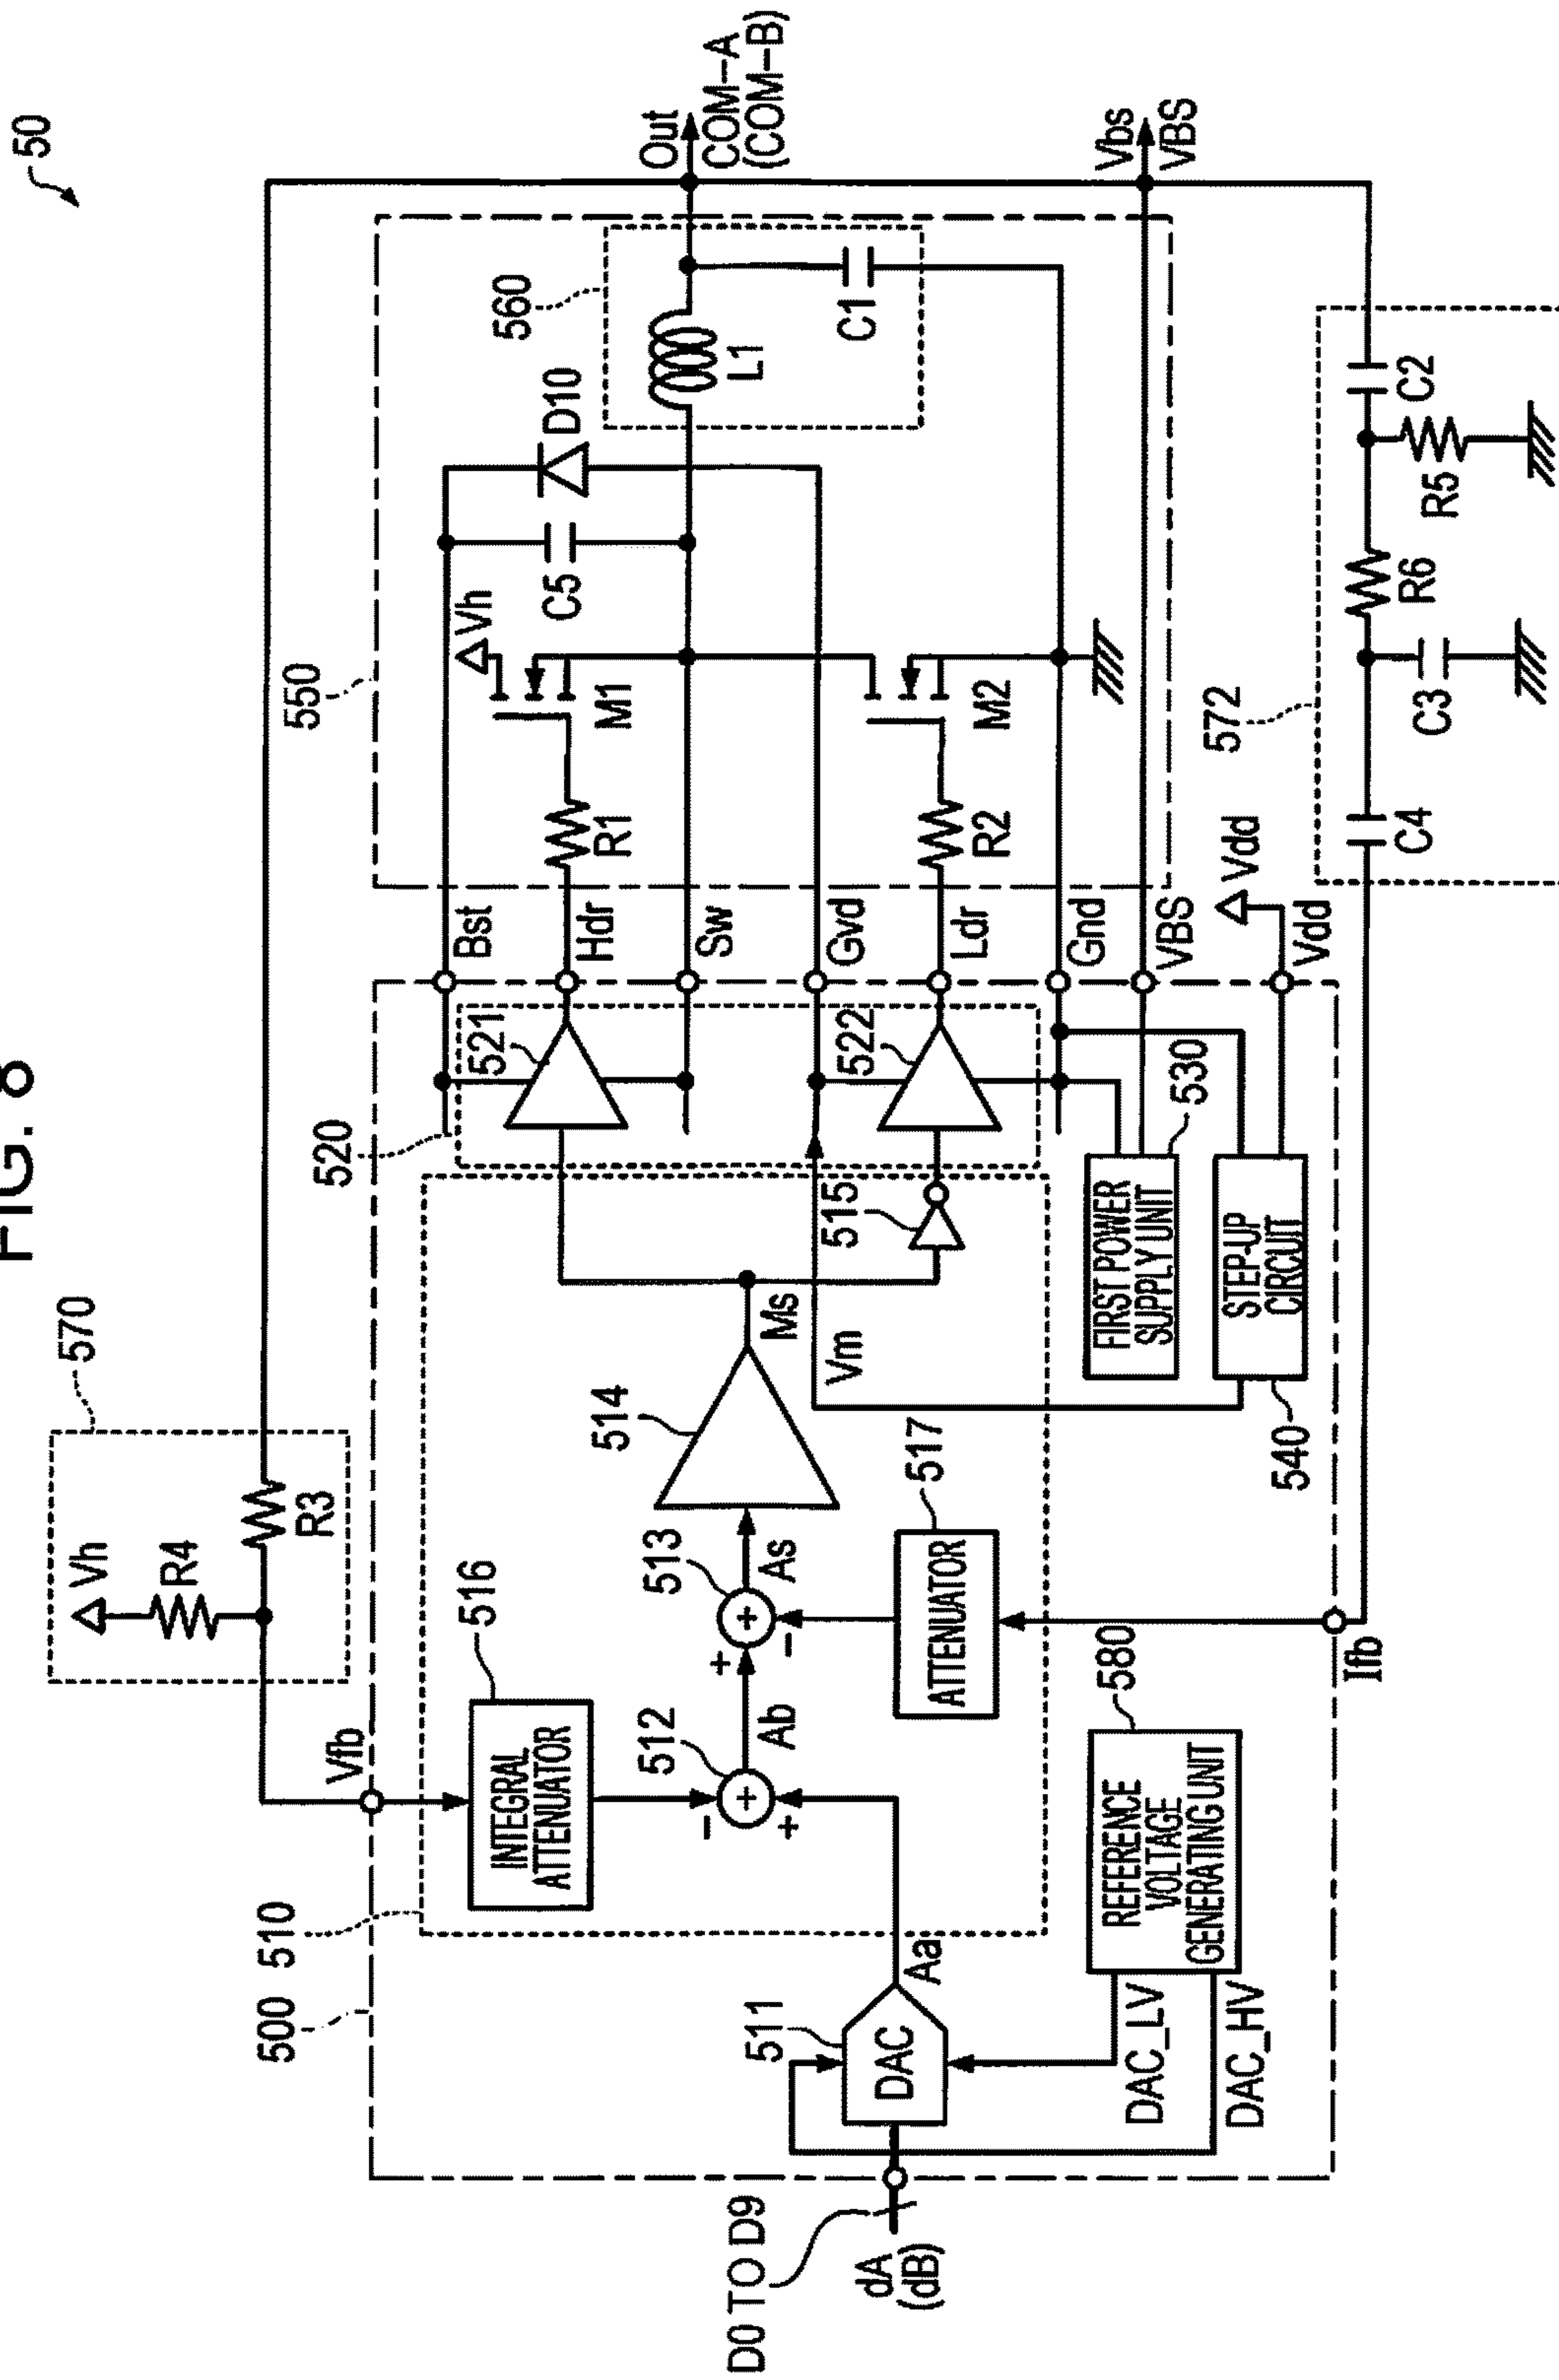 FIG. 8
50
570
Vh
R4
R3
Vfb
500
510
516
INTEGRAL
ATTENUATOR
512
Ab
513
As
514
Ms
Vm
515
517
ATTENUATOR
+
-
+
+
+
-
+
511
DAC
Aa
D0 TO D9
dA
(dB)
DAC_LV
DAC_HV
580
REFERENCE
VOLTAGE
GENERATING UNIT
Ifb
520
521
522
530
FIRST POWER
SUPPLY UNIT
540
STEP-UP
CIRCUIT
Bst
Hdr
Sw
Gvd
Ldr
Gnd
VBS
Vdd
Vdd
550
Vh
R1
M1
R2
M2
C5
D10
560
L1
C1
Out
COM-A
(COM-B)
Vbs
VBS
572
C4
C3
R6
R5
C2